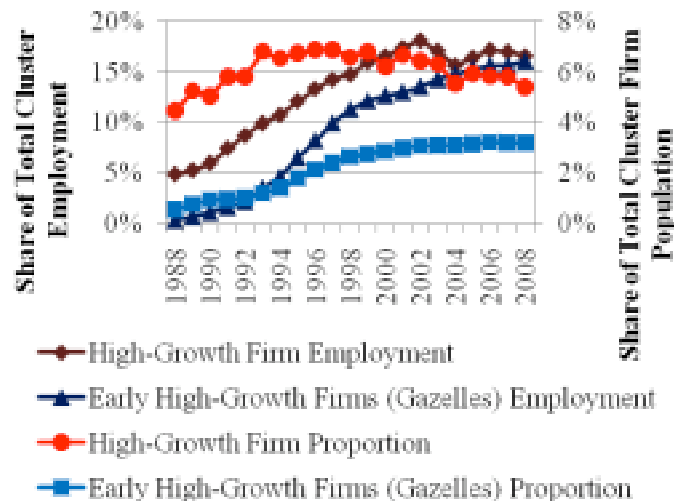 20%
15%
10%
5%
0%
8%
6%
4%
2%
0%
Share of Total Cluster
Employment
Share of Total Cluster Firm
Population
1988
1990
1992
1994
1996
1998
2000
2002
2004
2006
2008
High-Growth Firm Employment
Early High-Growth Firms (Gazelles) Employment
High-Growth Firm Proportion
Early High-Growth Firms (Gazelles) Proportion